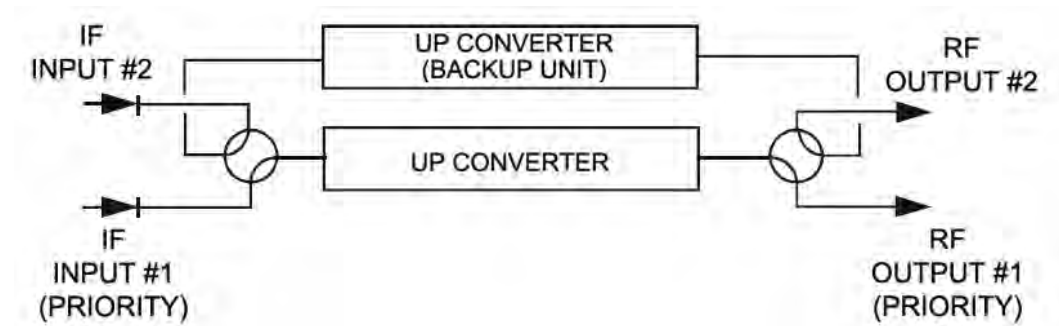 IF
INPUT #2
UP CONVERTER
(BACKUP UNIT)
RF
OUTPUT #2
UP CONVERTER
IF
INPUT #1
(PRIORITY)
RF
OUTPUT #1
(PRIORITY)